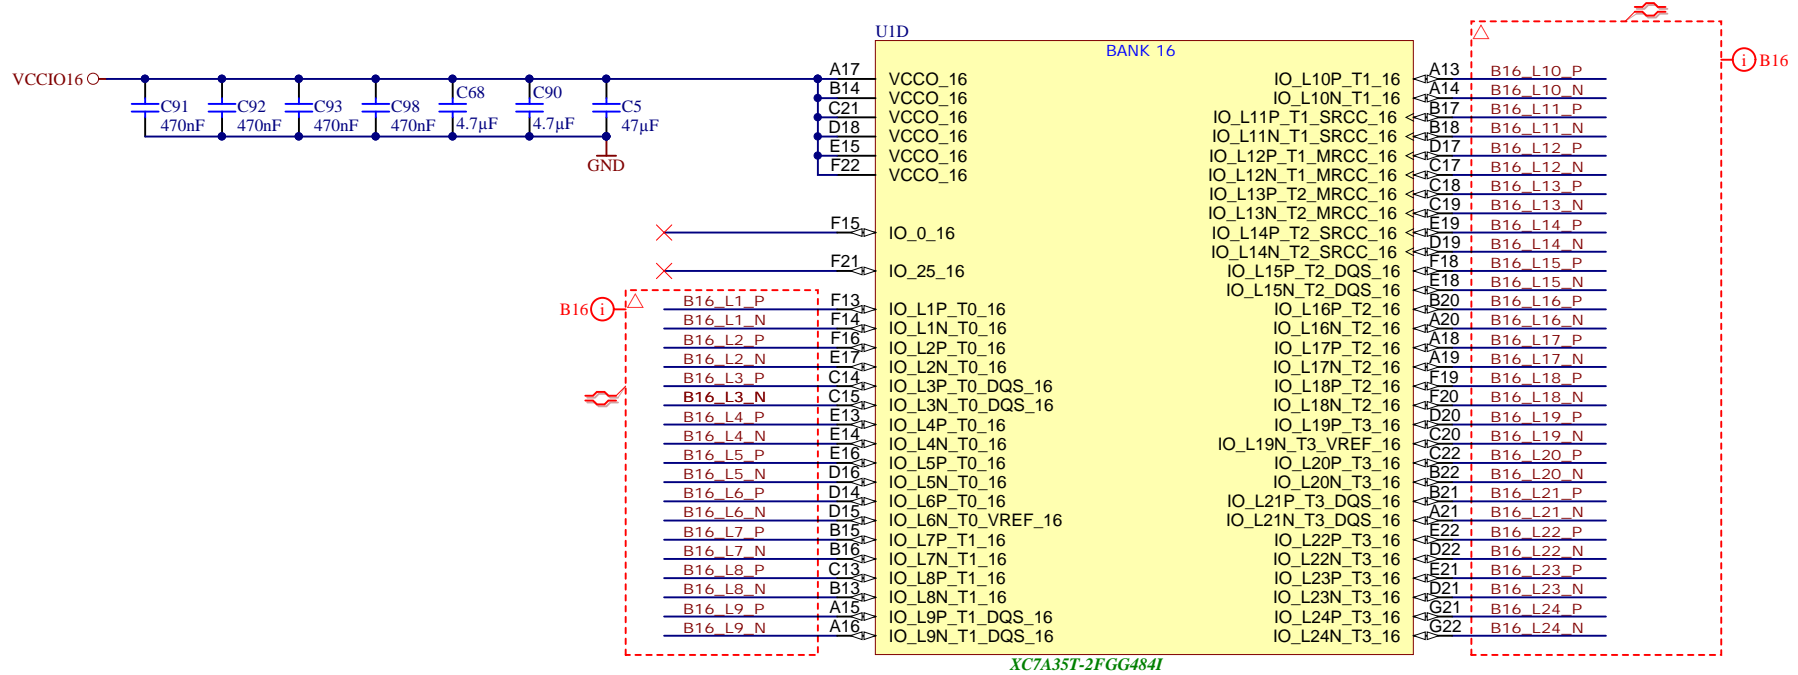 U1D
BANK 16
VCCIO16
C91 470nF
C92 470nF
C93 470nF
C98 470nF
C68 4.7µF
C90 4.7µF
C5 47µF
GND
A17 VCCO_16
B14 VCCO_16
C21 VCCO_16
D18 VCCO_16
E15 VCCO_16
F22 VCCO_16
F15 IO_0_16
F21 IO_25_16
B16 i
B16_L1_P F13 IO_L1P_T0_16
B16_L1_N F14 IO_L1N_T0_16
B16_L2_P F16 IO_L2P_T0_16
B16_L2_N E17 IO_L2N_T0_16
B16_L3_P C14 IO_L3P_T0_DQS_16
B16_L3_N C15 IO_L3N_T0_DQS_16
B16_L4_P E13 IO_L4P_T0_16
B16_L4_N E14 IO_L4N_T0_16
B16_L5_P E16 IO_L5P_T0_16
B16_L5_N D16 IO_L5N_T0_16
B16_L6_P D14 IO_L6P_T0_16
B16_L6_N D15 IO_L6N_T0_VREF_16
B16_L7_P B15 IO_L7P_T1_16
B16_L7_N B16 IO_L7N_T1_16
B16_L8_P C13 IO_L8P_T1_16
B16_L8_N B13 IO_L8N_T1_16
B16_L9_P A15 IO_L9P_T1_DQS_16
B16_L9_N A16 IO_L9N_T1_DQS_16
IO_L10P_T1_16 A13 B16_L10_P
IO_L10N_T1_16 A14 B16_L10_N
IO_L11P_T1_SRCC_16 B17 B16_L11_P
IO_L11N_T1_SRCC_16 B18 B16_L11_N
IO_L12P_T1_MRCC_16 D17 B16_L12_P
IO_L12N_T1_MRCC_16 C17 B16_L12_N
IO_L13P_T2_MRCC_16 C18 B16_L13_P
IO_L13N_T2_MRCC_16 C19 B16_L13_N
IO_L14P_T2_SRCC_16 E19 B16_L14_P
IO_L14N_T2_SRCC_16 D19 B16_L14_N
IO_L15P_T2_DQS_16 F18 B16_L15_P
IO_L15N_T2_DQS_16 E18 B16_L15_N
IO_L16P_T2_16 B20 B16_L16_P
IO_L16N_T2_16 A20 B16_L16_N
IO_L17P_T2_16 A18 B16_L17_P
IO_L17N_T2_16 A19 B16_L17_N
IO_L18P_T2_16 F19 B16_L18_P
IO_L18N_T2_16 F20 B16_L18_N
IO_L19P_T3_16 D20 B16_L19_P
IO_L19N_T3_VREF_16 C20 B16_L19_N
IO_L20P_T3_16 C22 B16_L20_P
IO_L20N_T3_16 B22 B16_L20_N
IO_L21P_T3_DQS_16 B21 B16_L21_P
IO_L21N_T3_DQS_16 A21 B16_L21_N
IO_L22P_T3_16 E22 B16_L22_P
IO_L22N_T3_16 D22 B16_L22_N
IO_L23P_T3_16 E21 B16_L23_P
IO_L23N_T3_16 D21 B16_L23_N
IO_L24P_T3_16 G21 B16_L24_P
IO_L24N_T3_16 G22 B16_L24_N
i B16
XC7A35T-2FGG484I